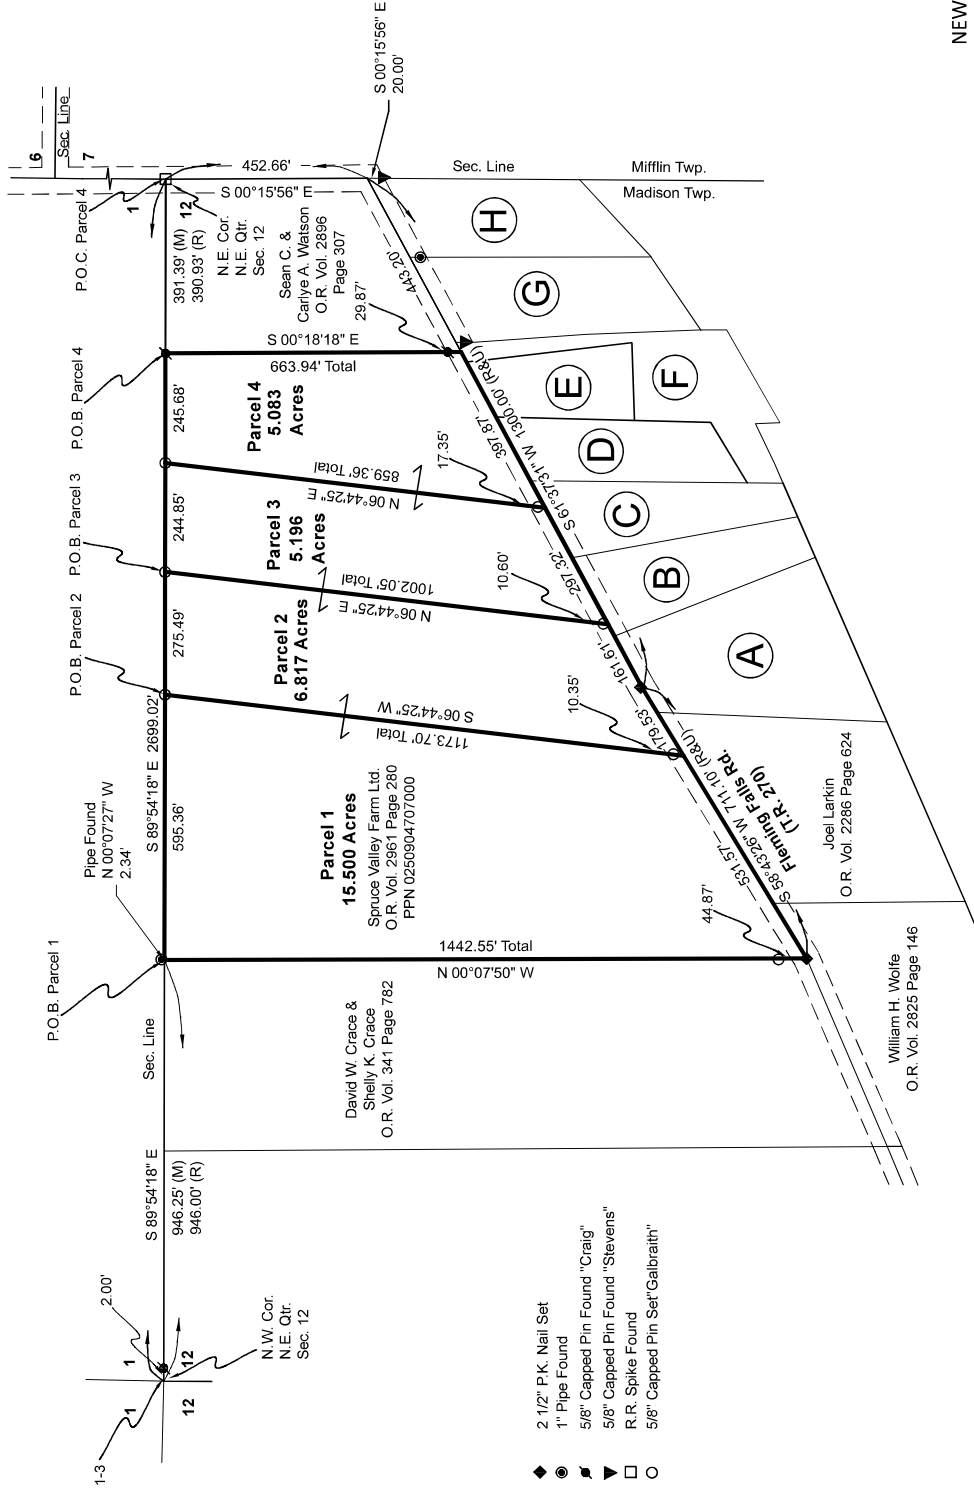 NEW
S 00°15'56" E
20.00'
6
Sec. Line
7
452.66'
Sec. Line
Mifflin Twp.
Madison Twp.
S 00°15'56" E
P.O.C. Parcel 4
1
12
391.39' (M)
390.93' (R)
N.E. Cor.
N.E. Qtr.
Sec. 12
Sean C. &
Carlye A. Watson
O.R. Vol. 2896
Page 307
29.87'
443.20'
H
G
P.O.B. Parcel 4
S 00°18'18" E
663.94' Total
245.68'
Parcel 4
5.083
Acres
17.35'
397.87'
S 61°37'31" W 1300.00' (R&U)
E
F
D
C
B
A
859.36' Total
N 06°44'25" E
P.O.B. Parcel 3
244.85'
Parcel 3
5.196
Acres
10.60'
297.32'
1002.05' Total
N 06°44'25" E
P.O.B. Parcel 2
275.49'
Parcel 2
6.817 Acres
10.35'
161.61'
179.53'
S 06°44'25" W
1173.70' Total
Pipe Found
N 00°07'27" W
2.34'
S 89°54'18" E 2699.02'
595.36'
Parcel 1
15.500 Acres
Spruce Valley Farm Ltd.
O.R. Vol. 2961 Page 280
PPN 0250904707000
44.87'
531.57'
S 58°43'26" W 711.10' (R&U)
Fleming Falls Rd.
(T.R. 270)
Joel Larkin
O.R. Vol. 2286 Page 624
P.O.B. Parcel 1
1442.55' Total
N 00°07'50" W
Sec. Line
David W. Crace &
Shelly K. Crace
O.R. Vol. 341 Page 782
William H. Wolfe
O.R. Vol. 2825 Page 146
S 89°54'18" E
946.25' (M)
946.00' (R)
2.00'
1
12
1
12
1-3
N.W. Cor.
N.E. Qtr.
Sec. 12
2 1/2" P.K. Nail Set
1" Pipe Found
5/8" Capped Pin Found "Craig"
5/8" Capped Pin Found "Stevens"
R.R. Spike Found
5/8" Capped Pin Set"Galbraith"